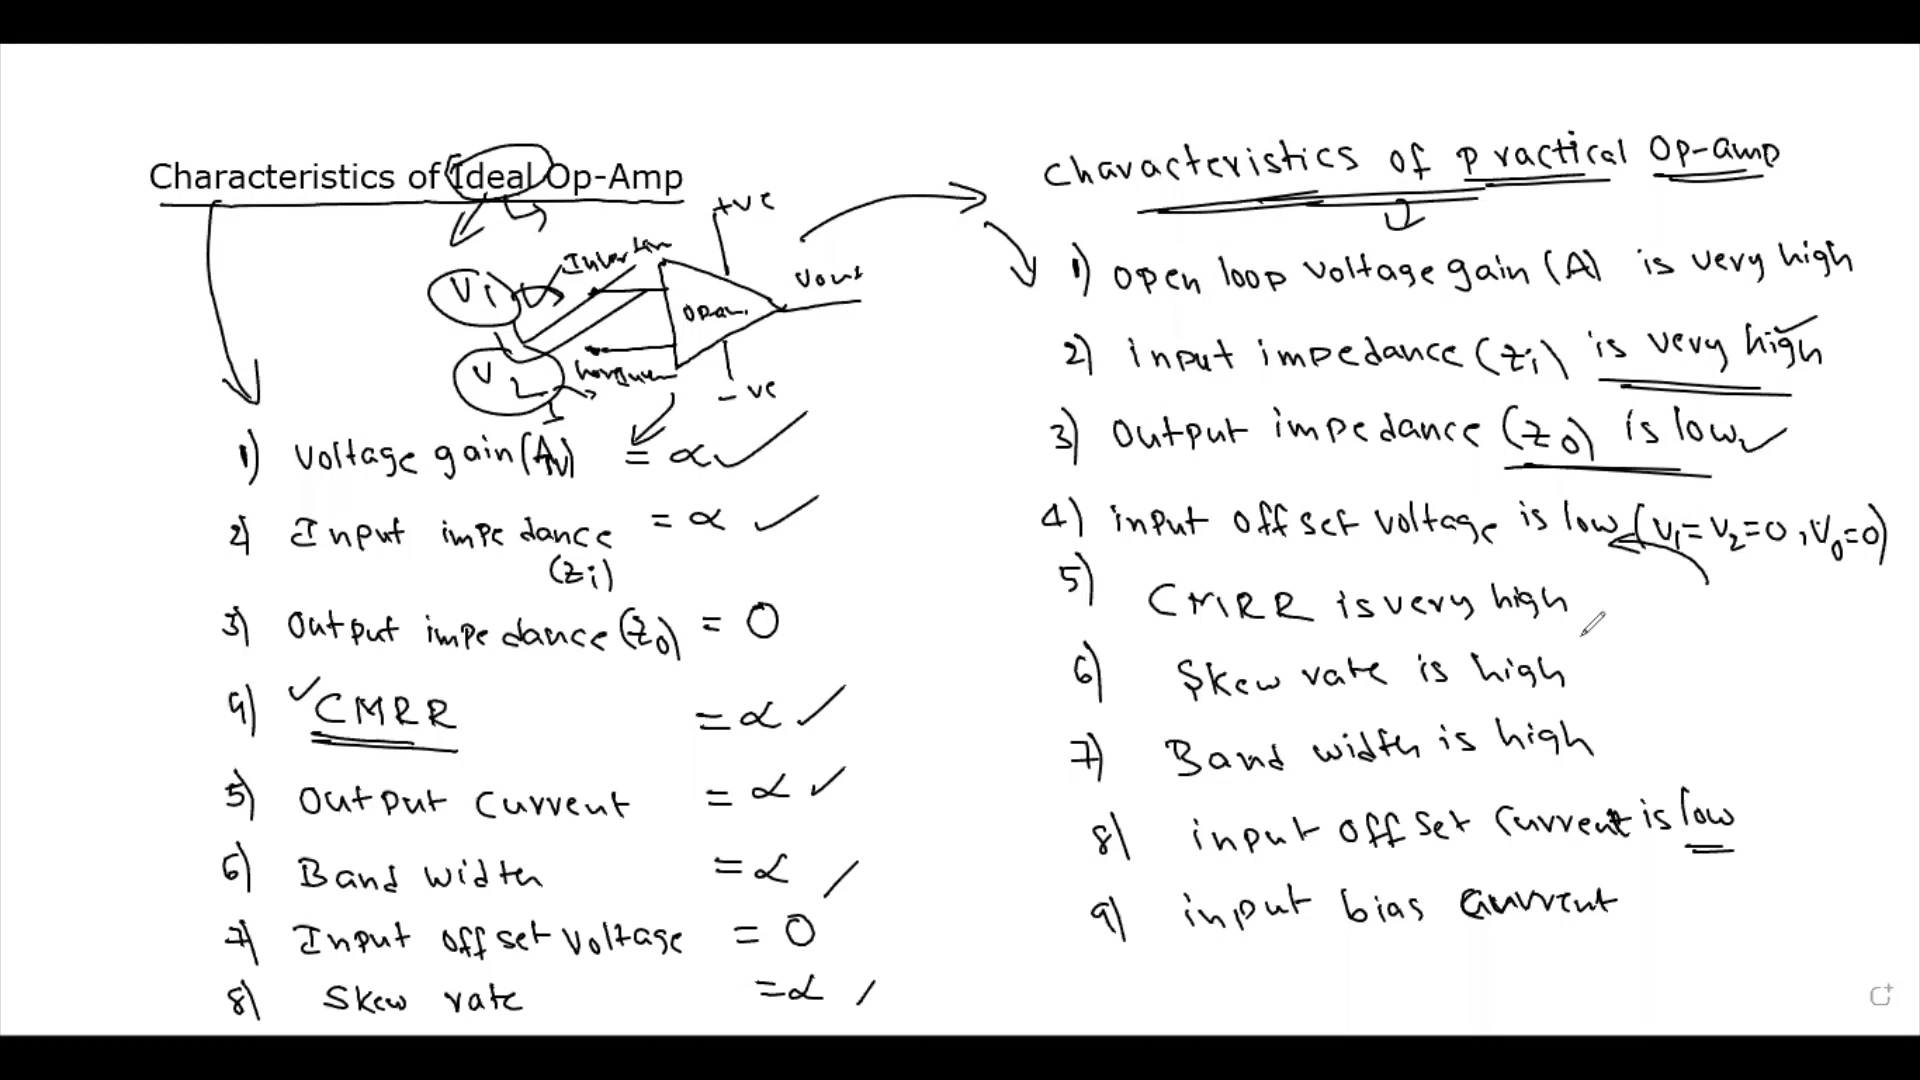 Characteristics of Ideal Op-Amp
+ve
V1
Vout
V2
-ve
1) Voltage gain (Av) = α
2) Input impedance = α
(Zi)
3) Output impedance (Zo) = 0
4) CMRR = α
5) Output Current = α
6) Band width = α
7) Input offset Voltage = 0
8) Skew rate = α
Characteristics of practical Op-amp
1) open loop voltage gain (A) is very high
2) input impedance (Zi) is very high
3) Output impedance (Zo) is low
4) input offset voltage is low (V1=V2=0, V0=0)
5) CMRR is very high
6) Skew rate is high
7) Band width is high
8) input offset current is low
9) input bias current